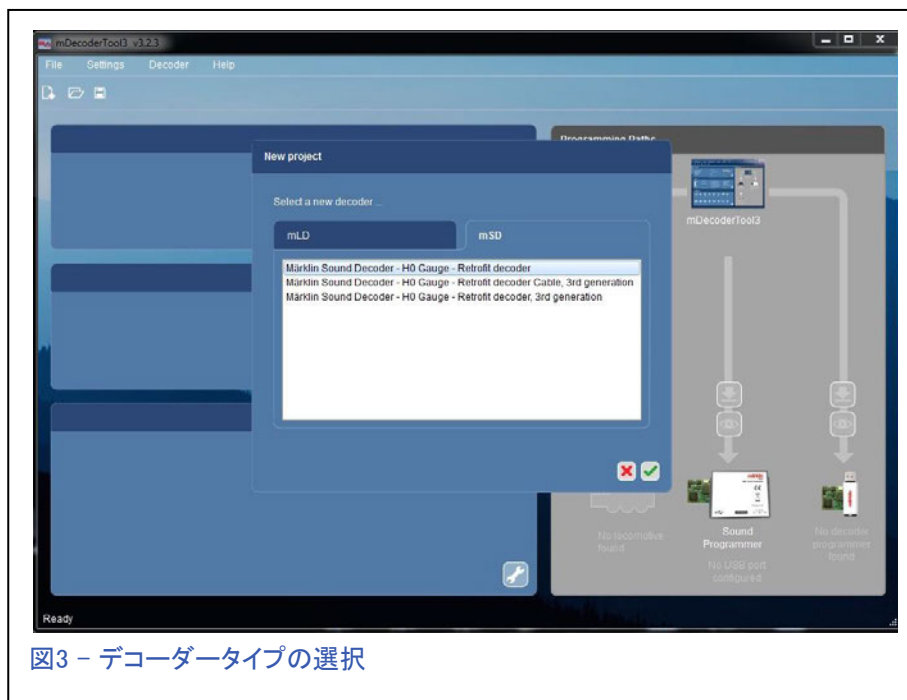 mDecoderTool3 v3.2.3
File Settings Decoder Help
Programming Paths
New project
Select a new decoder ...
mLD mSD
Märklin Sound Decoder - H0 Gauge - Retrofit decoder
Märklin Sound Decoder - H0 Gauge - Retrofit decoder Cable, 3rd generation
Märklin Sound Decoder - H0 Gauge - Retrofit decoder, 3rd generation
mDecoderTool3
No locomotive
found
Sound
Programmer
No USB port
configured
No decoder
programmer
found
Ready
図3 – デコーダータイプの選択